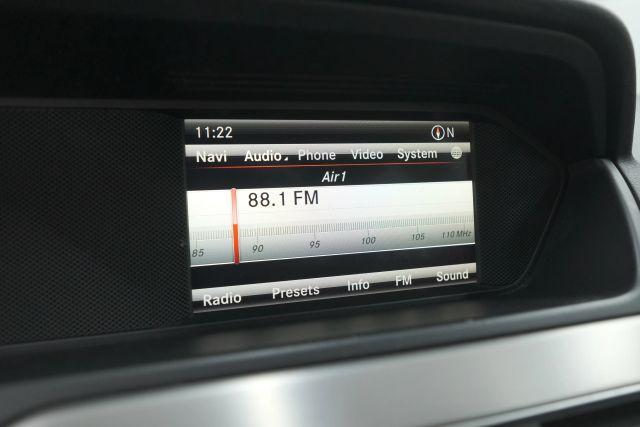 11:22 N
Navi Audio Phone Video System
Air1
88.1 FM
85 90 95 100 105 110 MHz
Radio Presets Info FM Sound